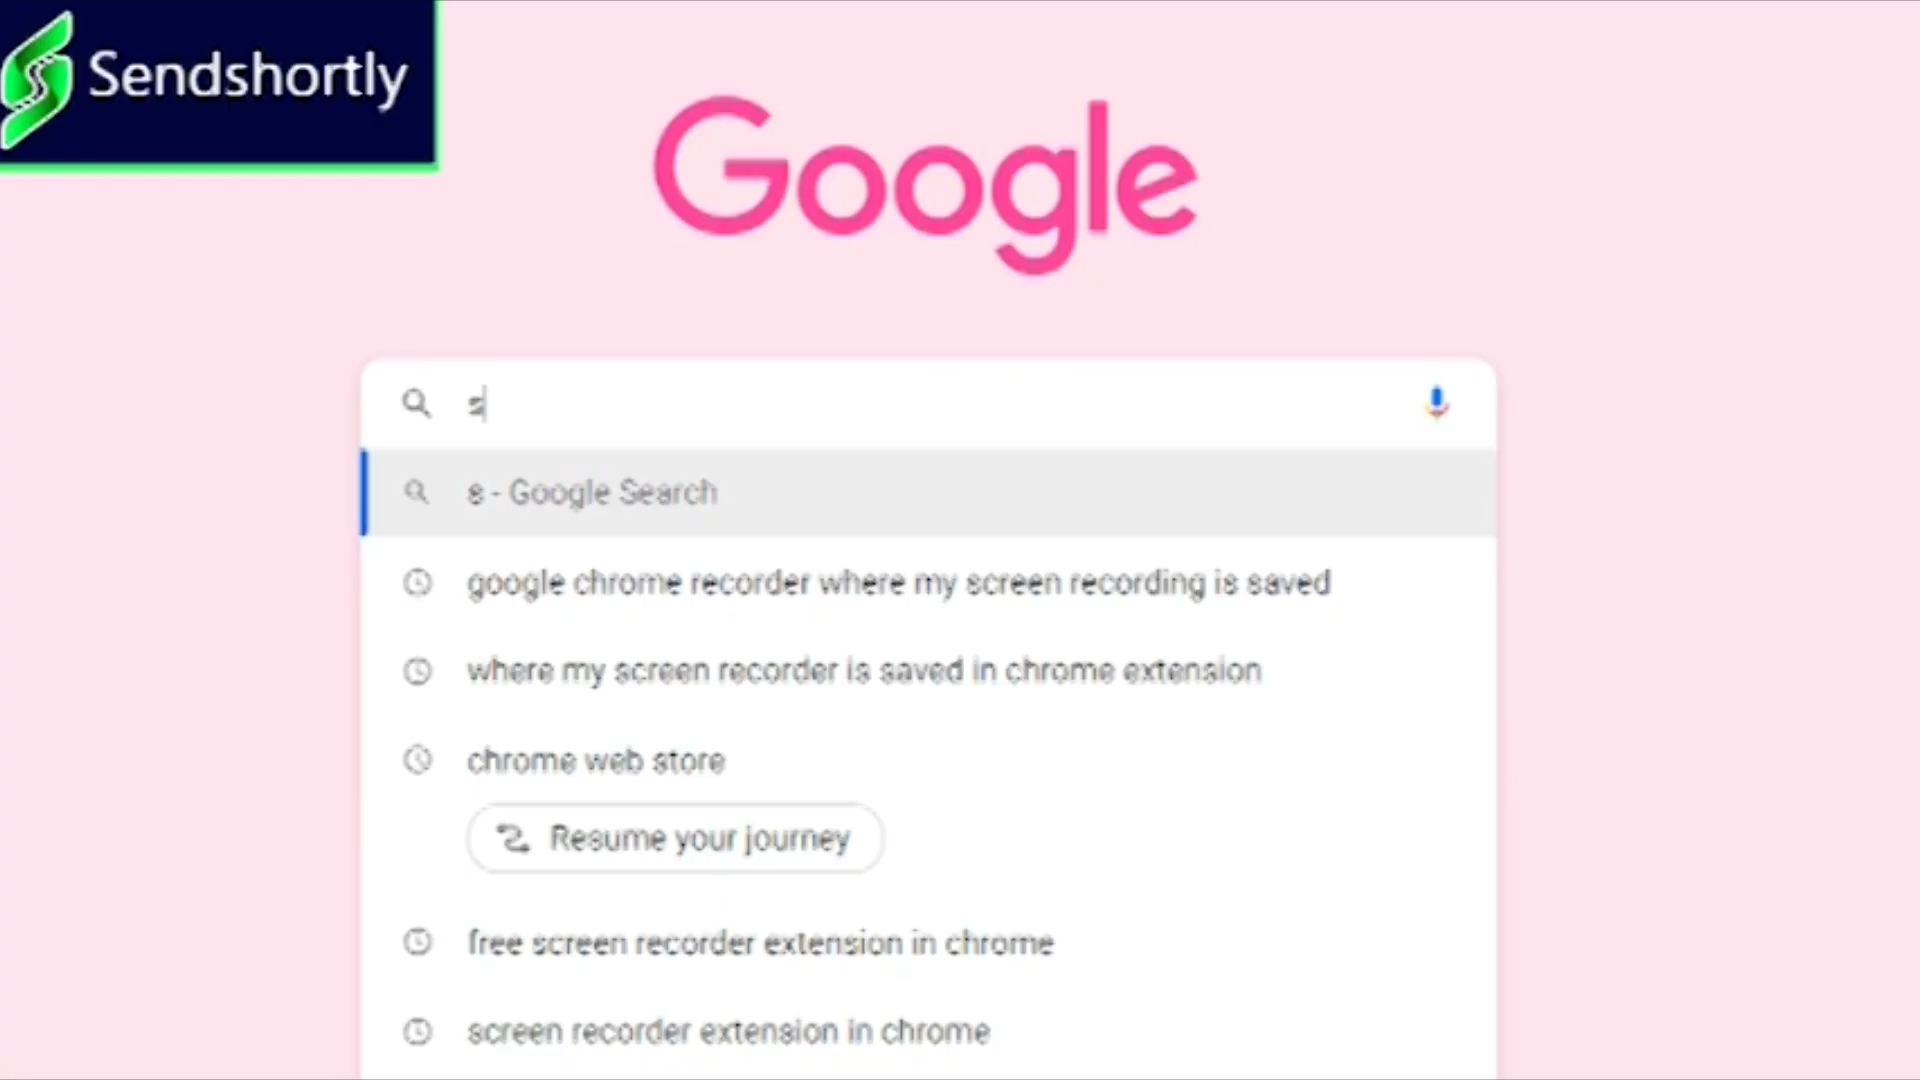 Sendshortly
Google
s
s - Google Search
google chrome recorder where my screen recording is saved
where my screen recorder is saved in chrome extension
chrome web store
Resume your journey
free screen recorder extension in chrome
screen recorder extension in chrome